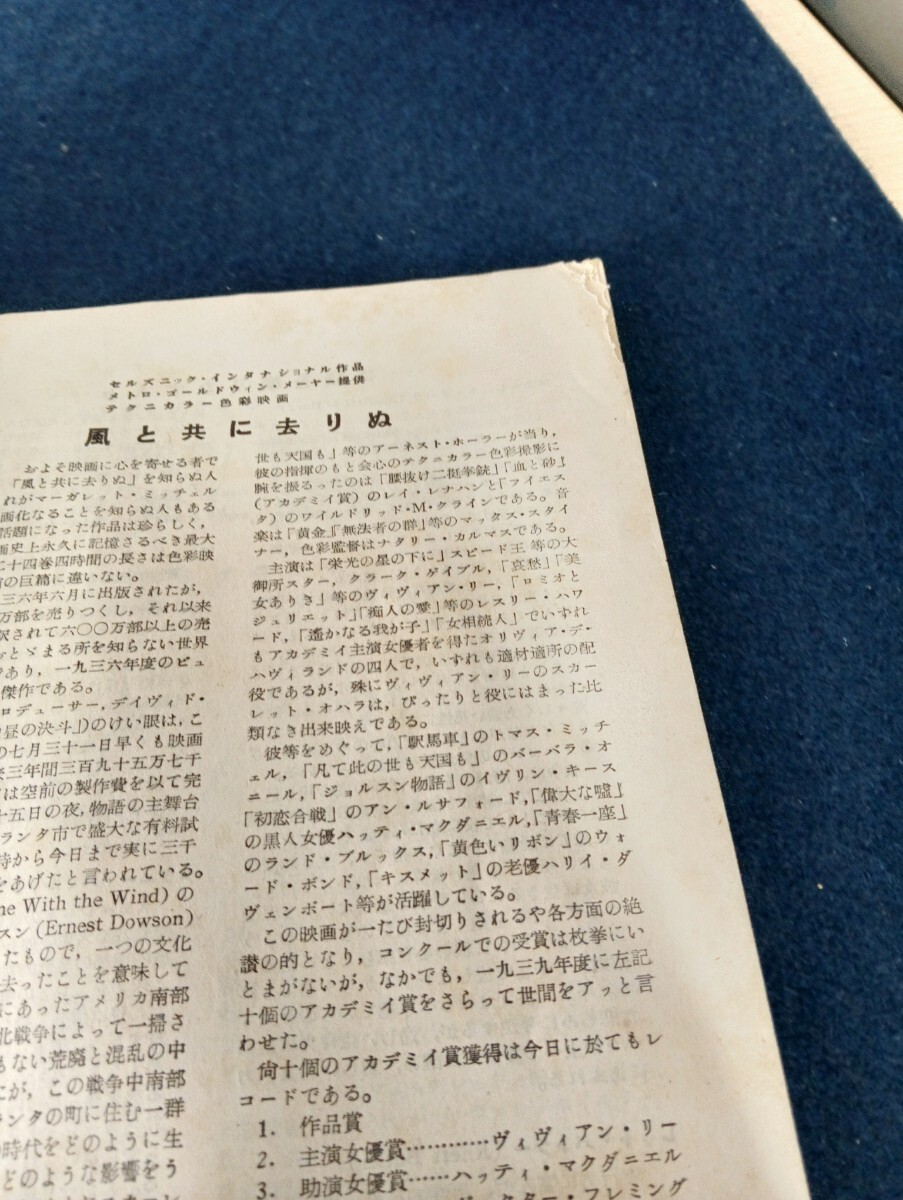 セルズニック・インタナショナル作品
メトロ・ゴールドウィン・メーヤー提供
テクニカラー色彩映画
風と共に去りぬ
およそ映画に心を寄せる者で
「風と共に去りぬ」を知らぬ人
れがマーガレット・ミッチェル
画化なることを知らぬ人もある
話題になった作品は珍らしく、
画史上永久に記憶さるべき最大
二十四巻四時間の長さは色彩映
前の巨篇に違いない。
三六年六月に出版されたが、
万部を売りつくし、それ以来
訳されて六〇〇万部以上の売
おとゞまる所を知らない世界
であり、一九三六年度のピュ
傑作である。
ロデューサー、デイヴィド・
昼の決斗」)のけい眼は、こ
の七月三十一日早くも映画
来三年間三百九十五万七千
は空前の製作費を以て完
十五日の夜、物語の主舞台
ランタ市で盛大な有料試
時から今日まで実に三千
をあげたと言われている。
ne With the Wind) の
スン (Ernest Dowson)
たもので、一つの文化
去ったことを意味して
にあったアメリカ南部
北戦争によって一掃さ
もない荒廃と混乱の中
にが、この戦争中南部
ランタの町に住む一群
の時代をどのように生
どのような影響をう
世も天国も』等のアーネスト・ホーラーが当り、
彼の指揮のもと会心のテクニカラー色彩撮影に
腕を振るったのは「腰抜け二挺拳銃」「血と砂」
(アカデミイ賞)のレイ・レナハンと「フイエス
タ」のワイルドリッド・M・クラインである。音
楽は「黄金」「無法者の群」等のマックス・スタイ
ナー、色彩監督はナタリー・カルマスである。
主演は「栄光の星の下に」スピード王 等の大
御所スター、クラーク・ゲイブル、「哀愁」「美
女ありき」等のヴィヴィアン・リー、「ロミオと
ジュリエット」「痴人の愛」等のレスリー・ハワ
ード、「遙かなる我が子」「女相続人」でいずれ
もアカデミイ主演女優者を得たオリヴィア・デ・
ハヴィランドの四人で、いずれも適材適所の配
役であるが、殊にヴィヴィアン・リーのスカー
レット・オハラは、ぴったりと役にはまった比
類なき出来映えである。
彼等をめぐって、「駅馬車」のトマス・ミッチ
ェル、「凡て此の世も天国も」のバーバラ・オ
ニール、「ジョルスン物語」のイヴリン・キース
「初恋合戦」のアン・ルサフォード、「偉大な嘘」
の黒人女優ハッティ・マクダニエル、「青春一座」
のランド・ブルックス、「黄色いリボン」のウォ
ード・ボンド、「キスメット」の老優ハリイ・ダ
ヴェンポート等が活躍している。
この映画が一たび封切りされるや各方面の絶
讃の的となり、コンクールでの受賞は枚挙にい
とまがないが、なかでも、一九三九年度に左記
十個のアカデミイ賞をさらって世間をアッと言
わせた。
尚十個のアカデミイ賞獲得は今日に於てもレ
コードである。
1. 作品賞
2. 主演女優賞…………ヴィヴィアン・リー
3. 助演女優賞……ハッティ・マクダニエル
クター・フレミング